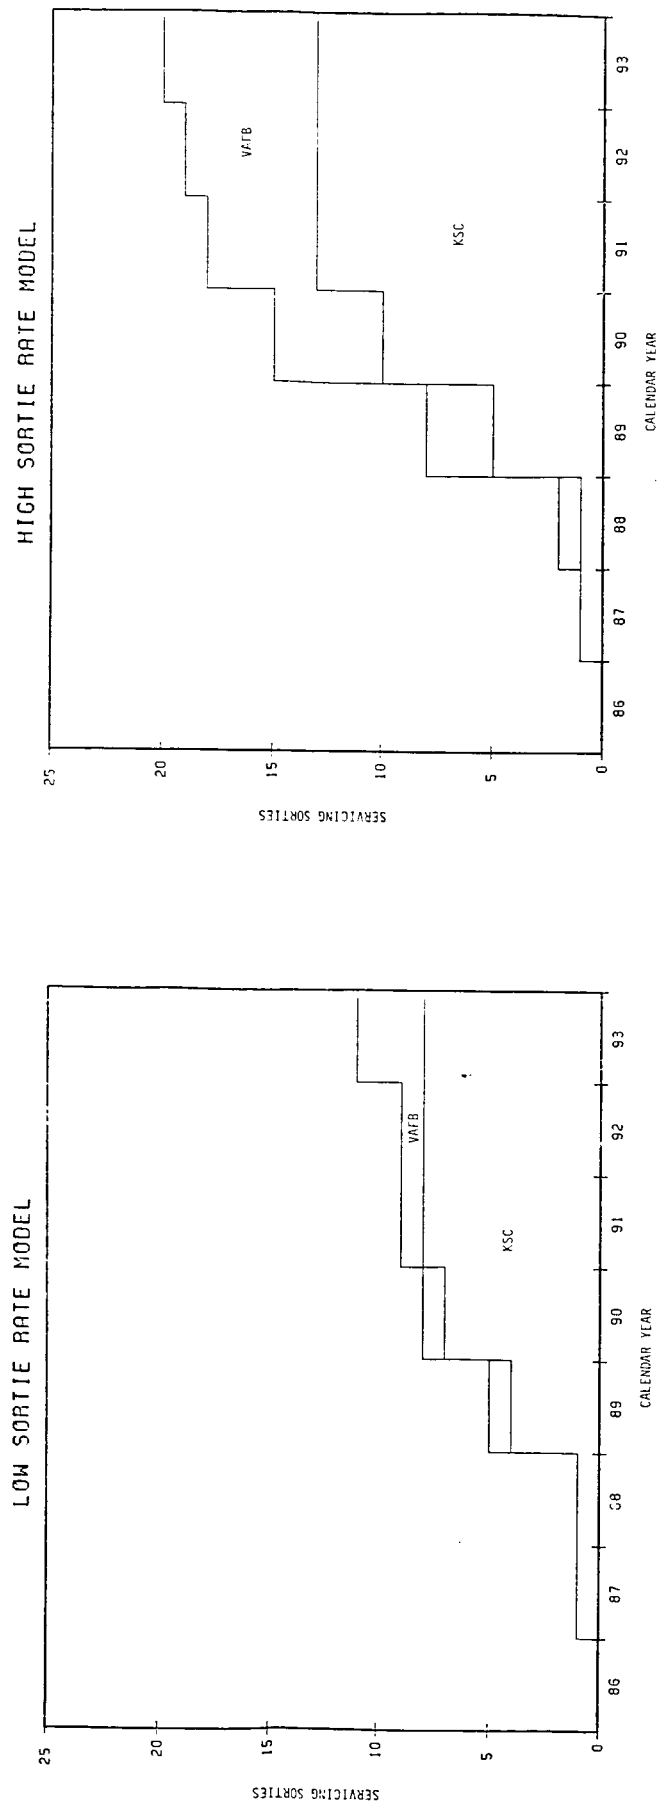 LOW SORTIE RATE MODEL
25
20
15
10
5
0
SERVICING SORTIES
VAFB
KSC
86 87 88 89 90 91 92 93
CALENDAR YEAR
HIGH SORTIE RATE MODEL
25
20
15
10
5
0
SERVICING SORTIES
VAFB
KSC
86 87 88 89 90 91 92 93
CALENDAR YEAR